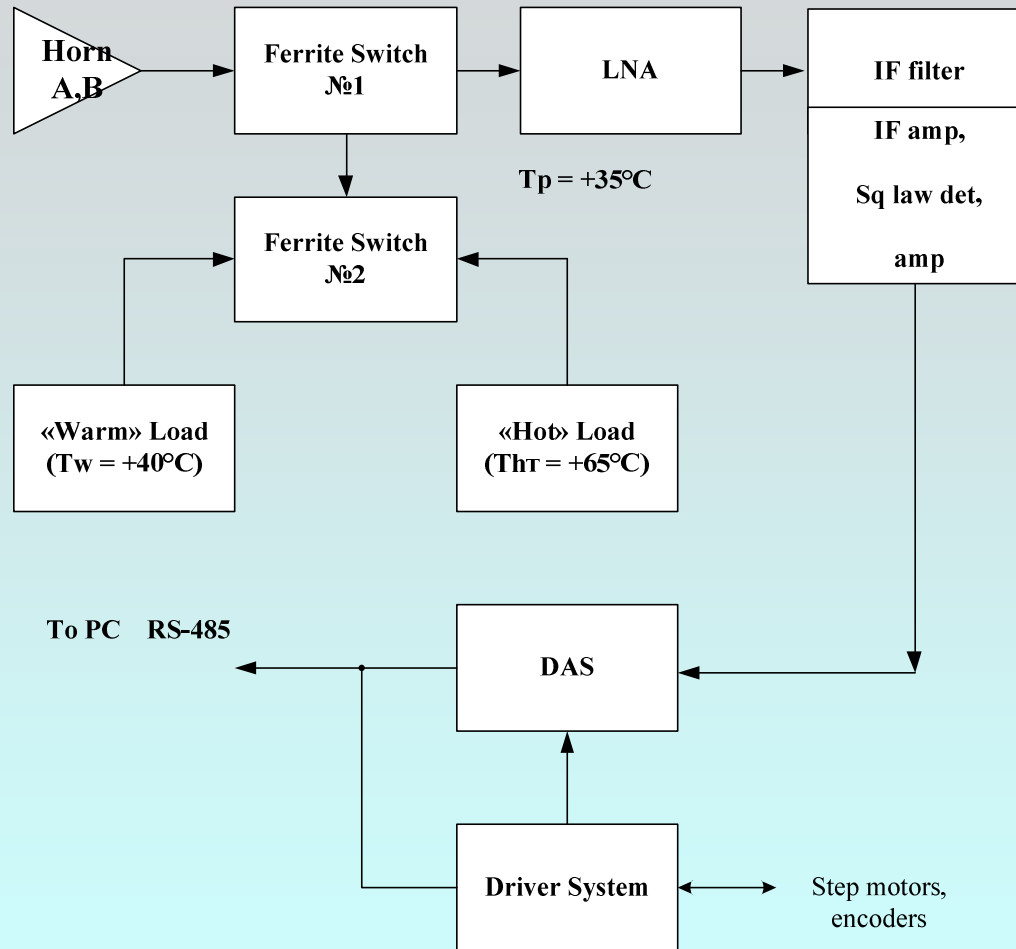 Horn
A,B
Ferrite Switch
№1
LNA
IF filter
IF amp,
Sq law det,
amp
Tp = +35°C
Ferrite Switch
№2
«Warm» Load
(Tw = +40°C)
«Hot» Load
(Thт = +65°C)
To PC RS-485
DAS
Driver System
Step motors,
encoders